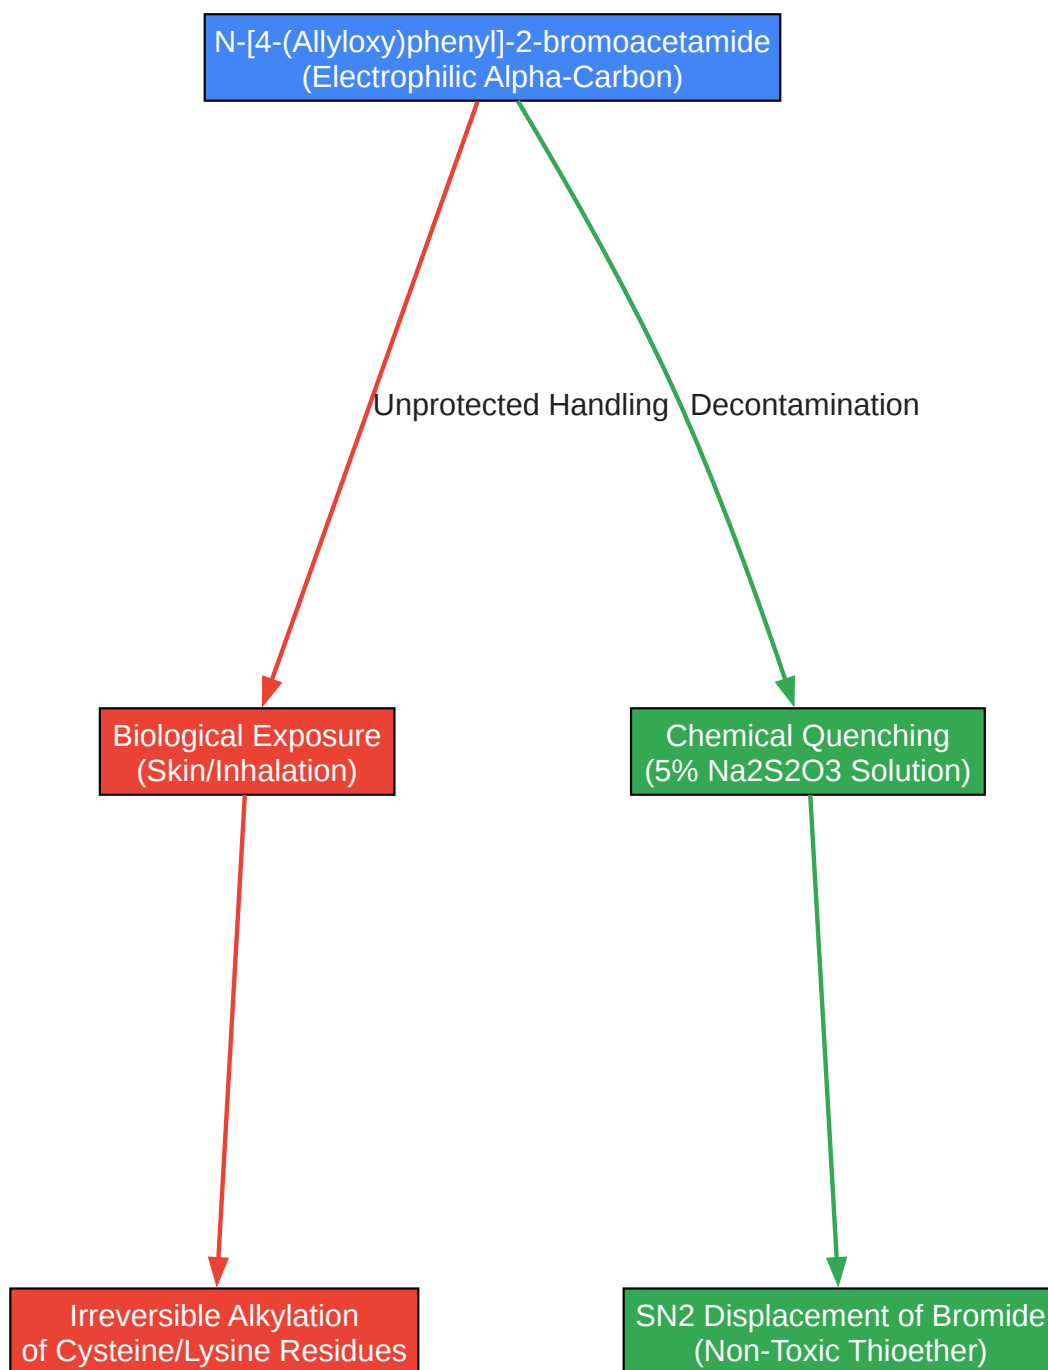 N-[4-(Allyloxy)phenyl]-2-bromoacetamide
(Electrophilic Alpha-Carbon)
Unprotected Handling
Decontamination
Biological Exposure
(Skin/Inhalation)
Chemical Quenching
(5% Na2S2O3 Solution)
Irreversible Alkylation
of Cysteine/Lysine Residues
SN2 Displacement of Bromide
(Non-Toxic Thioether)